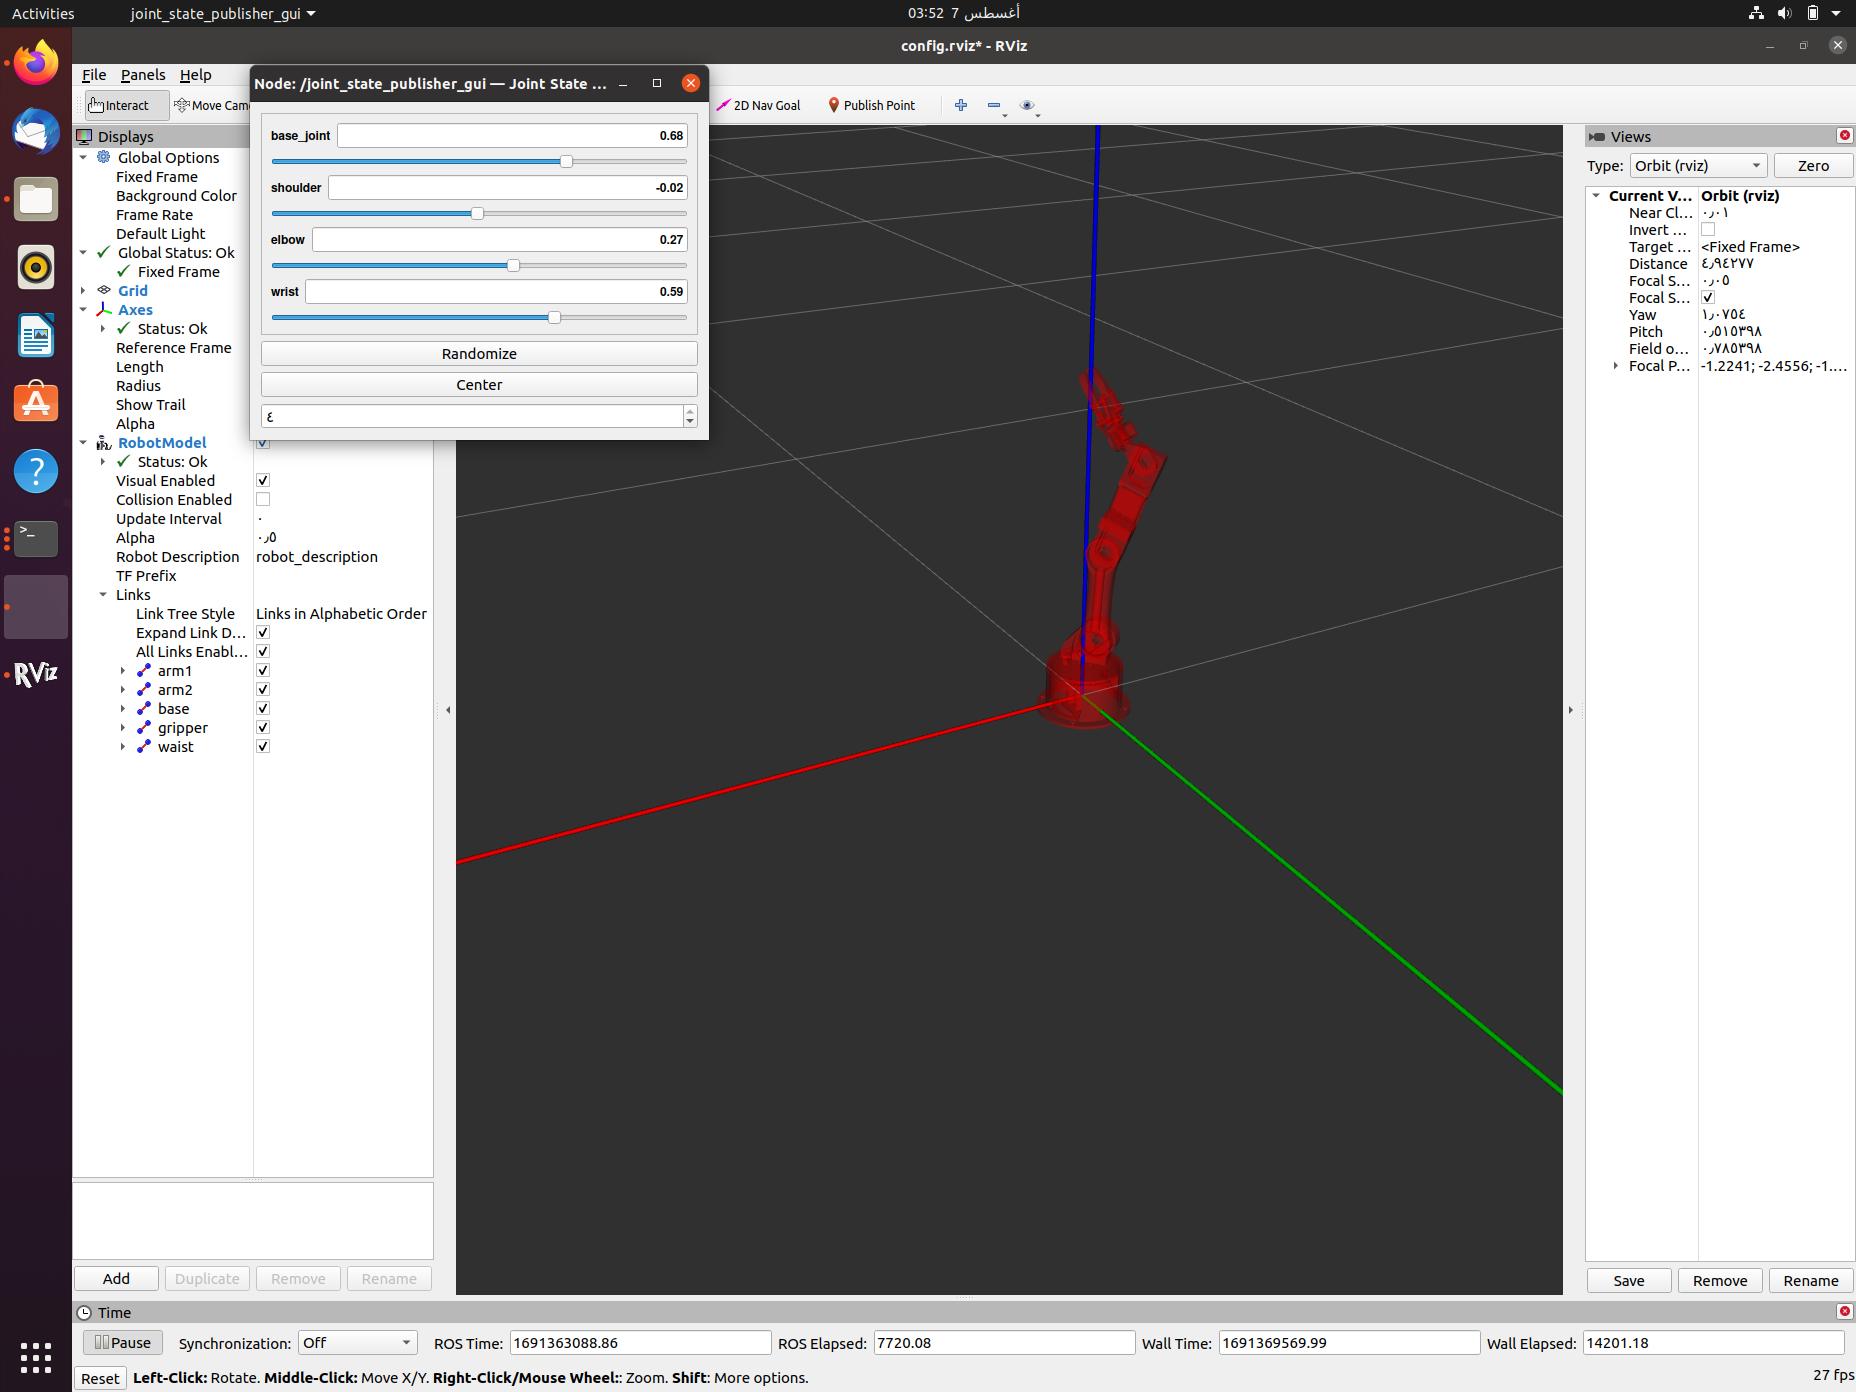 Activities
joint_state_publisher_gui
03:52 7 أغسطس
config.rviz* - RViz
File Panels Help
Interact
Move Cam
2D Nav Goal
Publish Point
Node: /joint_state_publisher_gui — Joint State ...
base_joint 0.68
shoulder -0.02
elbow 0.27
wrist 0.59
Randomize
Center
٤
Displays
Global Options
Fixed Frame
Background Color
Frame Rate
Default Light
Global Status: Ok
Fixed Frame
Grid
Axes
Status: Ok
Reference Frame
Length
Radius
Show Trail
Alpha
RobotModel
Status: Ok
Visual Enabled
Collision Enabled
Update Interval ٠
Alpha ٠٫٥
Robot Description robot_description
TF Prefix
Links
Link Tree Style Links in Alphabetic Order
Expand Link D...
All Links Enabl...
arm1
arm2
base
gripper
waist
Add Duplicate Remove Rename
Views
Type: Orbit (rviz) Zero
Current V... Orbit (rviz)
Near Cl... ٠٫٠١
Invert ...
Target ... <Fixed Frame>
Distance ٤٫٩٤٢٧٧
Focal S... ٠٫٠٥
Focal S...
Yaw ١٫٠٧٥٤
Pitch ٠٫٥١٥٣٩٨
Field o... ٠٫٧٨٥٣٩٨
Focal P... -1.2241; -2.4556; -1....
Save Remove Rename
RViz
Time
Pause Synchronization: Off ROS Time: 1691363088.86 ROS Elapsed: 7720.08 Wall Time: 1691369569.99 Wall Elapsed: 14201.18
Reset Left-Click: Rotate. Middle-Click: Move X/Y. Right-Click/Mouse Wheel:: Zoom. Shift: More options. 27 fps